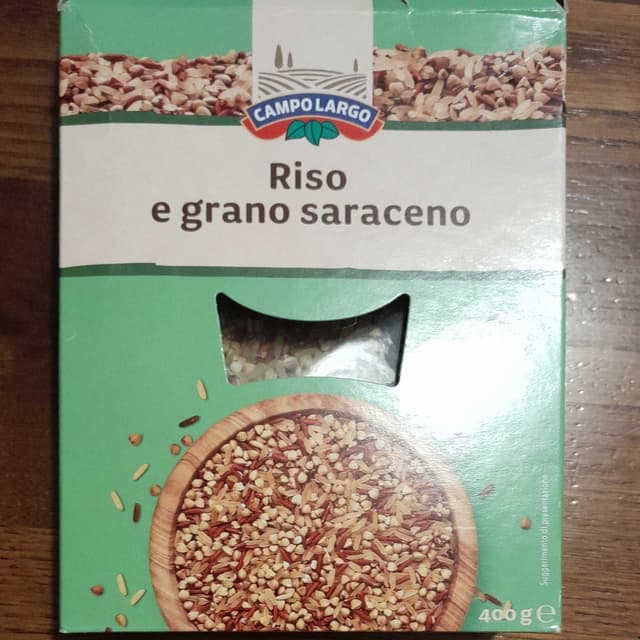 CAMPO LARGO
Riso
e grano saraceno
Suggerimento di presentazione
400 g ℮